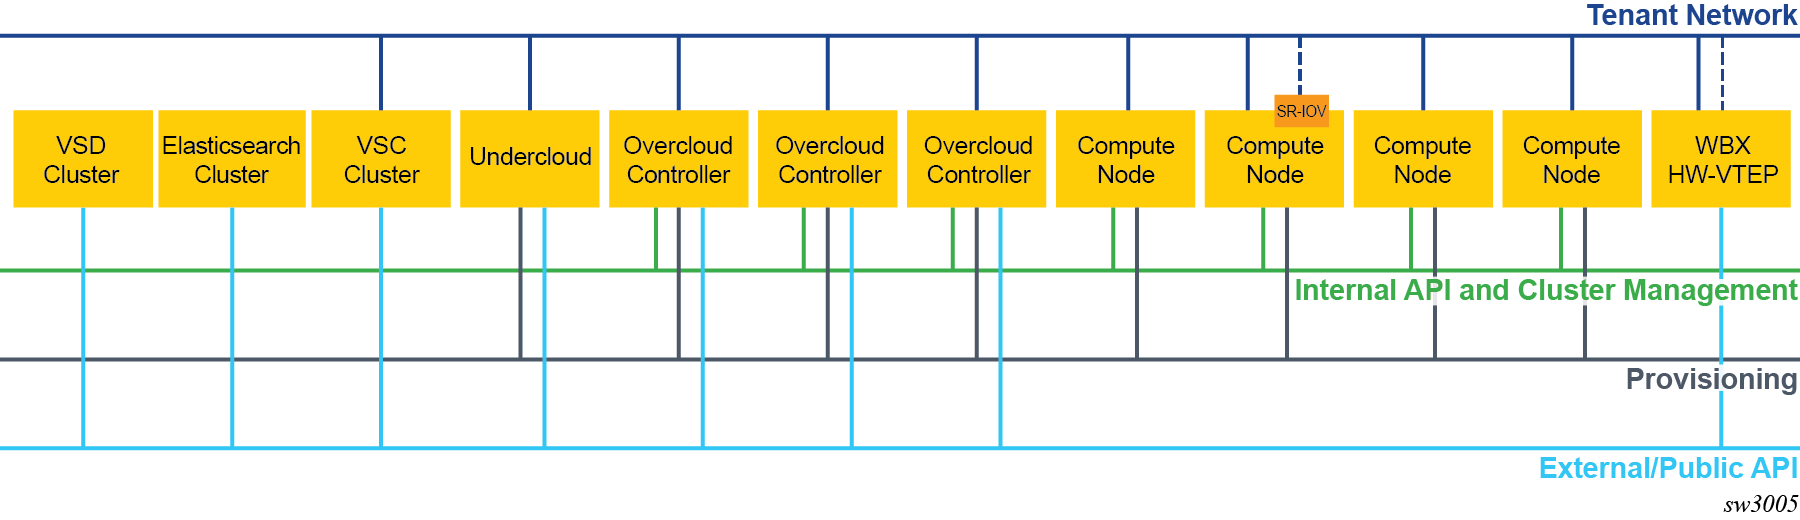 Tenant Network
SR-IOV
VSD
Cluster
Elasticsearch
Cluster
VSC
Cluster
Undercloud
Overcloud
Controller
Overcloud
Controller
Overcloud
Controller
Compute
Node
Compute
Node
Compute
Node
Compute
Node
WBX
HW-VTEP
Internal API and Cluster Management
Provisioning
External/Public API
sw3005